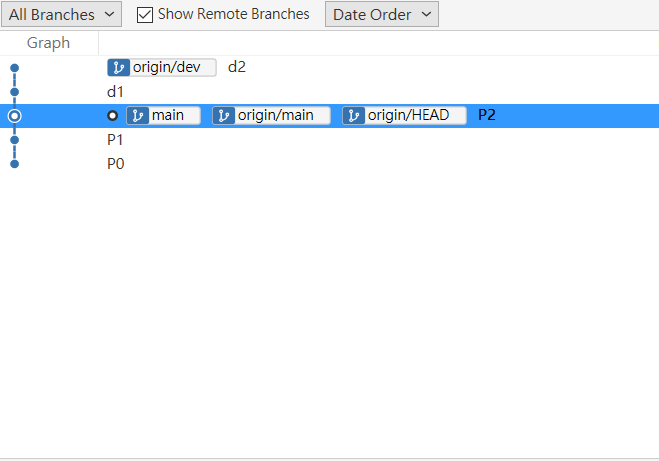 All Branches Show Remote Branches Date Order
Graph
origin/dev d2
d1
main origin/main origin/HEAD P2
P1
P0